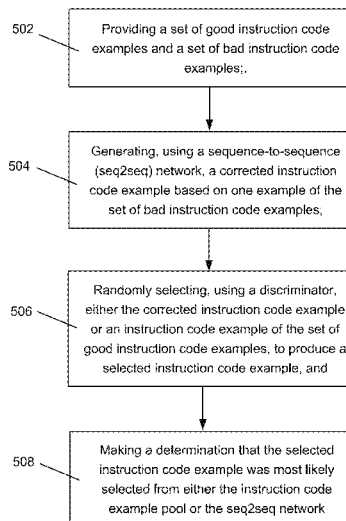 502
Providing a set of good instruction code
examples and a set of bad instruction code
examples;.
504
Generating, using a sequence-to-sequence
(seq2seq) network, a corrected instruction
code example based on one example of the
set of bad instruction code examples;
506
Randomly selecting, using a discriminator,
either the corrected instruction code example
or an instruction code example of the set of
good instruction code examples, to produce a
selected instruction code example, and
508
Making a determination that the selected
instruction code example was most likely
selected from either the instruction code
example pool or the seq2seq network